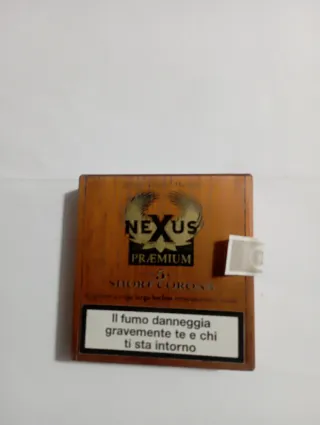 NEXUS
PRÆMIUM
5
SHORT CORONA
Il fumo danneggia
gravemente te e chi
ti sta intorno